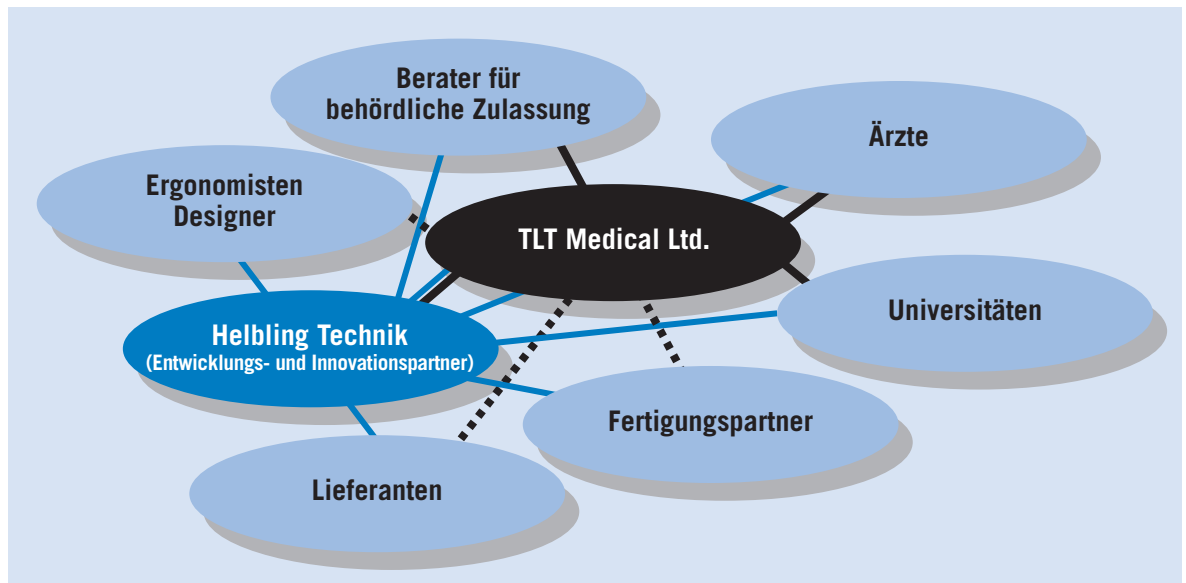 Berater für
behördliche Zulassung
Ärzte
Ergonomisten
Designer
TLT Medical Ltd.
Universitäten
Helbling Technik
(Entwicklungs- und Innovationspartner)
Fertigungspartner
Lieferanten